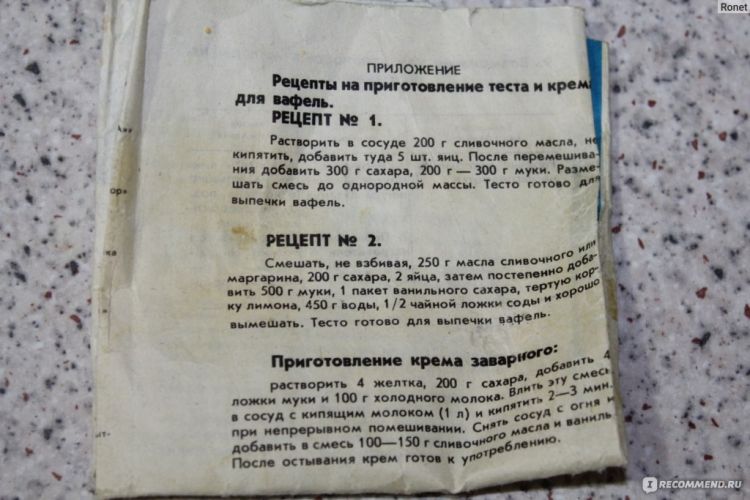 Ronet
ПРИЛОЖЕНИЕ
Рецепты на приготовление теста и крема
для вафель.
РЕЦЕПТ № 1.
Растворить в сосуде 200 г сливочного масла, не
кипятить, добавить туда 5 шт. яиц. После перемешива-
ния добавить 300 г сахара, 200 г — 300 г муки. Разме-
шать смесь до однородной массы. Тесто готово для
выпечки вафель.
РЕЦЕПТ № 2.
Смешать, не взбивая, 250 г масла сливочного или
маргарина, 200 г сахара, 2 яйца, затем постепенно доба-
вить 500 г муки, 1 пакет ванильного сахара, тертую кор-
ку лимона, 450 г воды, 1/2 чайной ложки соды и хорошо
вымешать. Тесто готово для выпечки вафель.
Приготовление крема заварного:
растворить 4 желтка, 200 г сахара, добавить 4
ложки муки и 100 г холодного молока. Влить эту смесь
в сосуд с кипящим молоком (1 л) и кипятить 2—3 мин.
при непрерывном помешивании. Снять сосуд с огня и
добавить в смесь 100—150 г сливочного масла и ваниль
После остывания крем готов к употреблению.
IRECOMMEND.RU